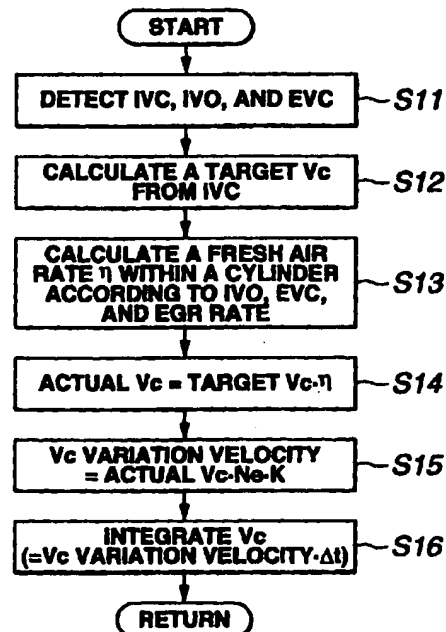 START
DETECT IVC, IVO, AND EVC
S11
CALCULATE A TARGET Vc
FROM IVC
S12
CALCULATE A FRESH AIR
RATE η WITHIN A CYLINDER
ACCORDING TO IVO, EVC,
AND EGR RATE
S13
ACTUAL Vc = TARGET Vc·η
S14
Vc VARIATION VELOCITY
= ACTUAL Vc·Ne·K
S15
INTEGRATE Vc
(=Vc VARIATION VELOCITY·Δt)
S16
RETURN